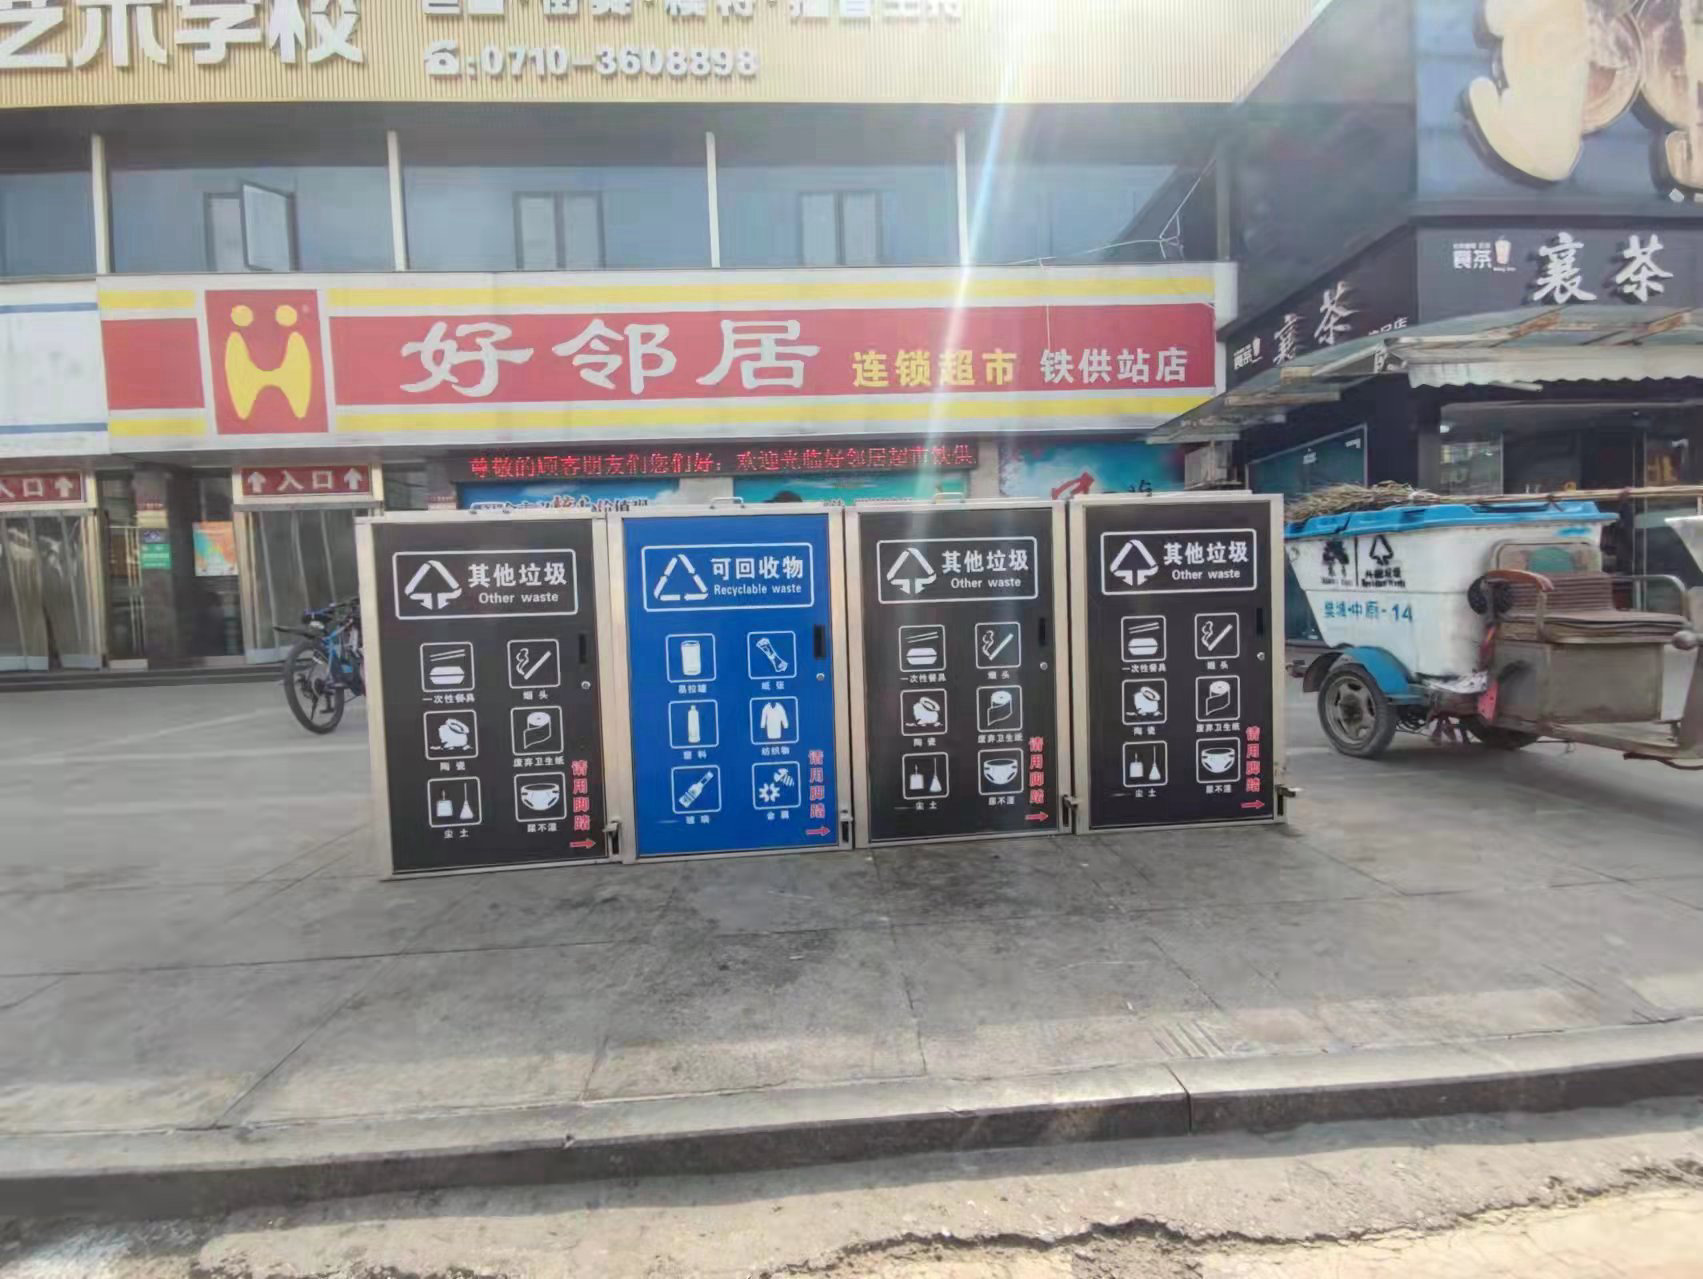 艺术学校
☎:0710-3608898
好邻居 连锁超市 铁供站店
襄茶
襄茶
入口
入口
尊敬的顾客朋友们您们好：欢迎光临好邻居超市铁供
其他垃圾
Other waste
一次性餐具 烟头
陶瓷 废弃卫生纸
尘土 尿不湿
请用脚踏
可回收物
Recyclable waste
易拉罐 纸张
塑料 纺织物
玻璃 金属
请用脚踏
其他垃圾
Other waste
一次性餐具 烟头
陶瓷 废弃卫生纸
尘土 尿不湿
请用脚踏
其他垃圾
Other waste
一次性餐具 烟头
陶瓷 废弃卫生纸
尘土 尿不湿
请用脚踏
中原-14